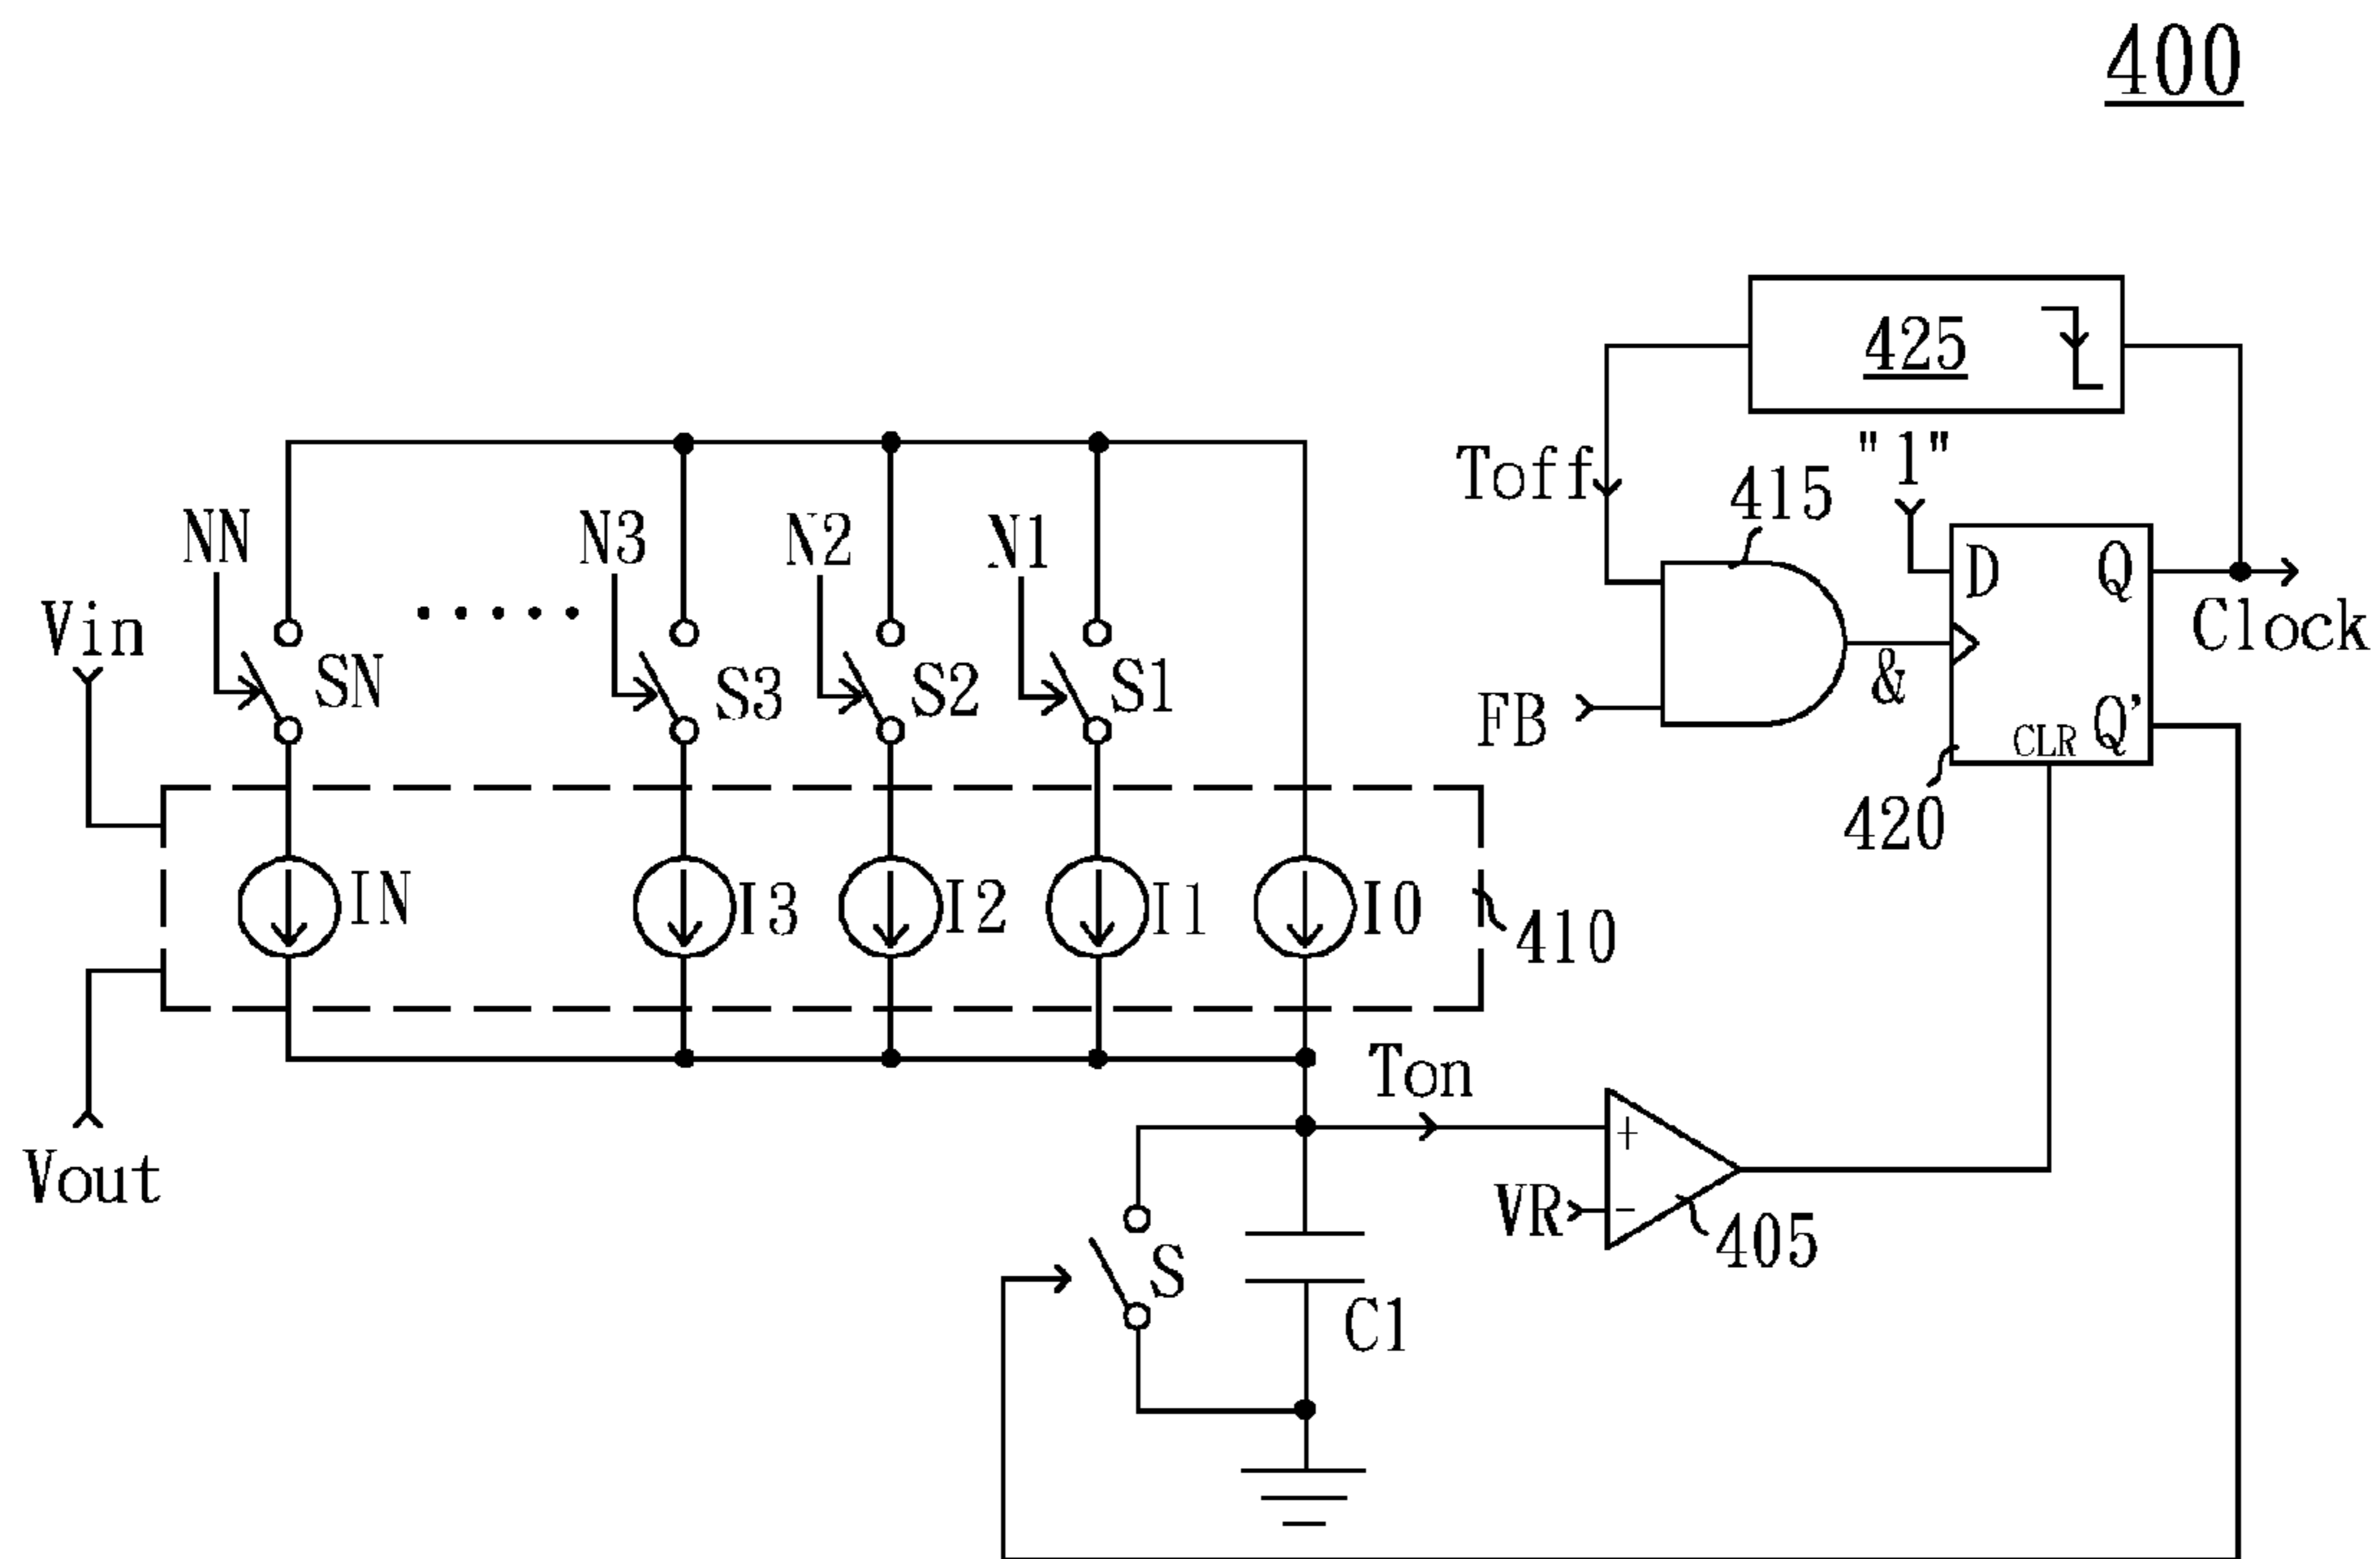 400
425
Toff
"1"
415
NN
N3
N2
N1
D
Q
Vin
Clock
SN
S3
S2
S1
FB
&
CLR
Q’
420
IN
I3
I2
I1
I0
410
Ton
+
Vout
VR
-
405
S
C1